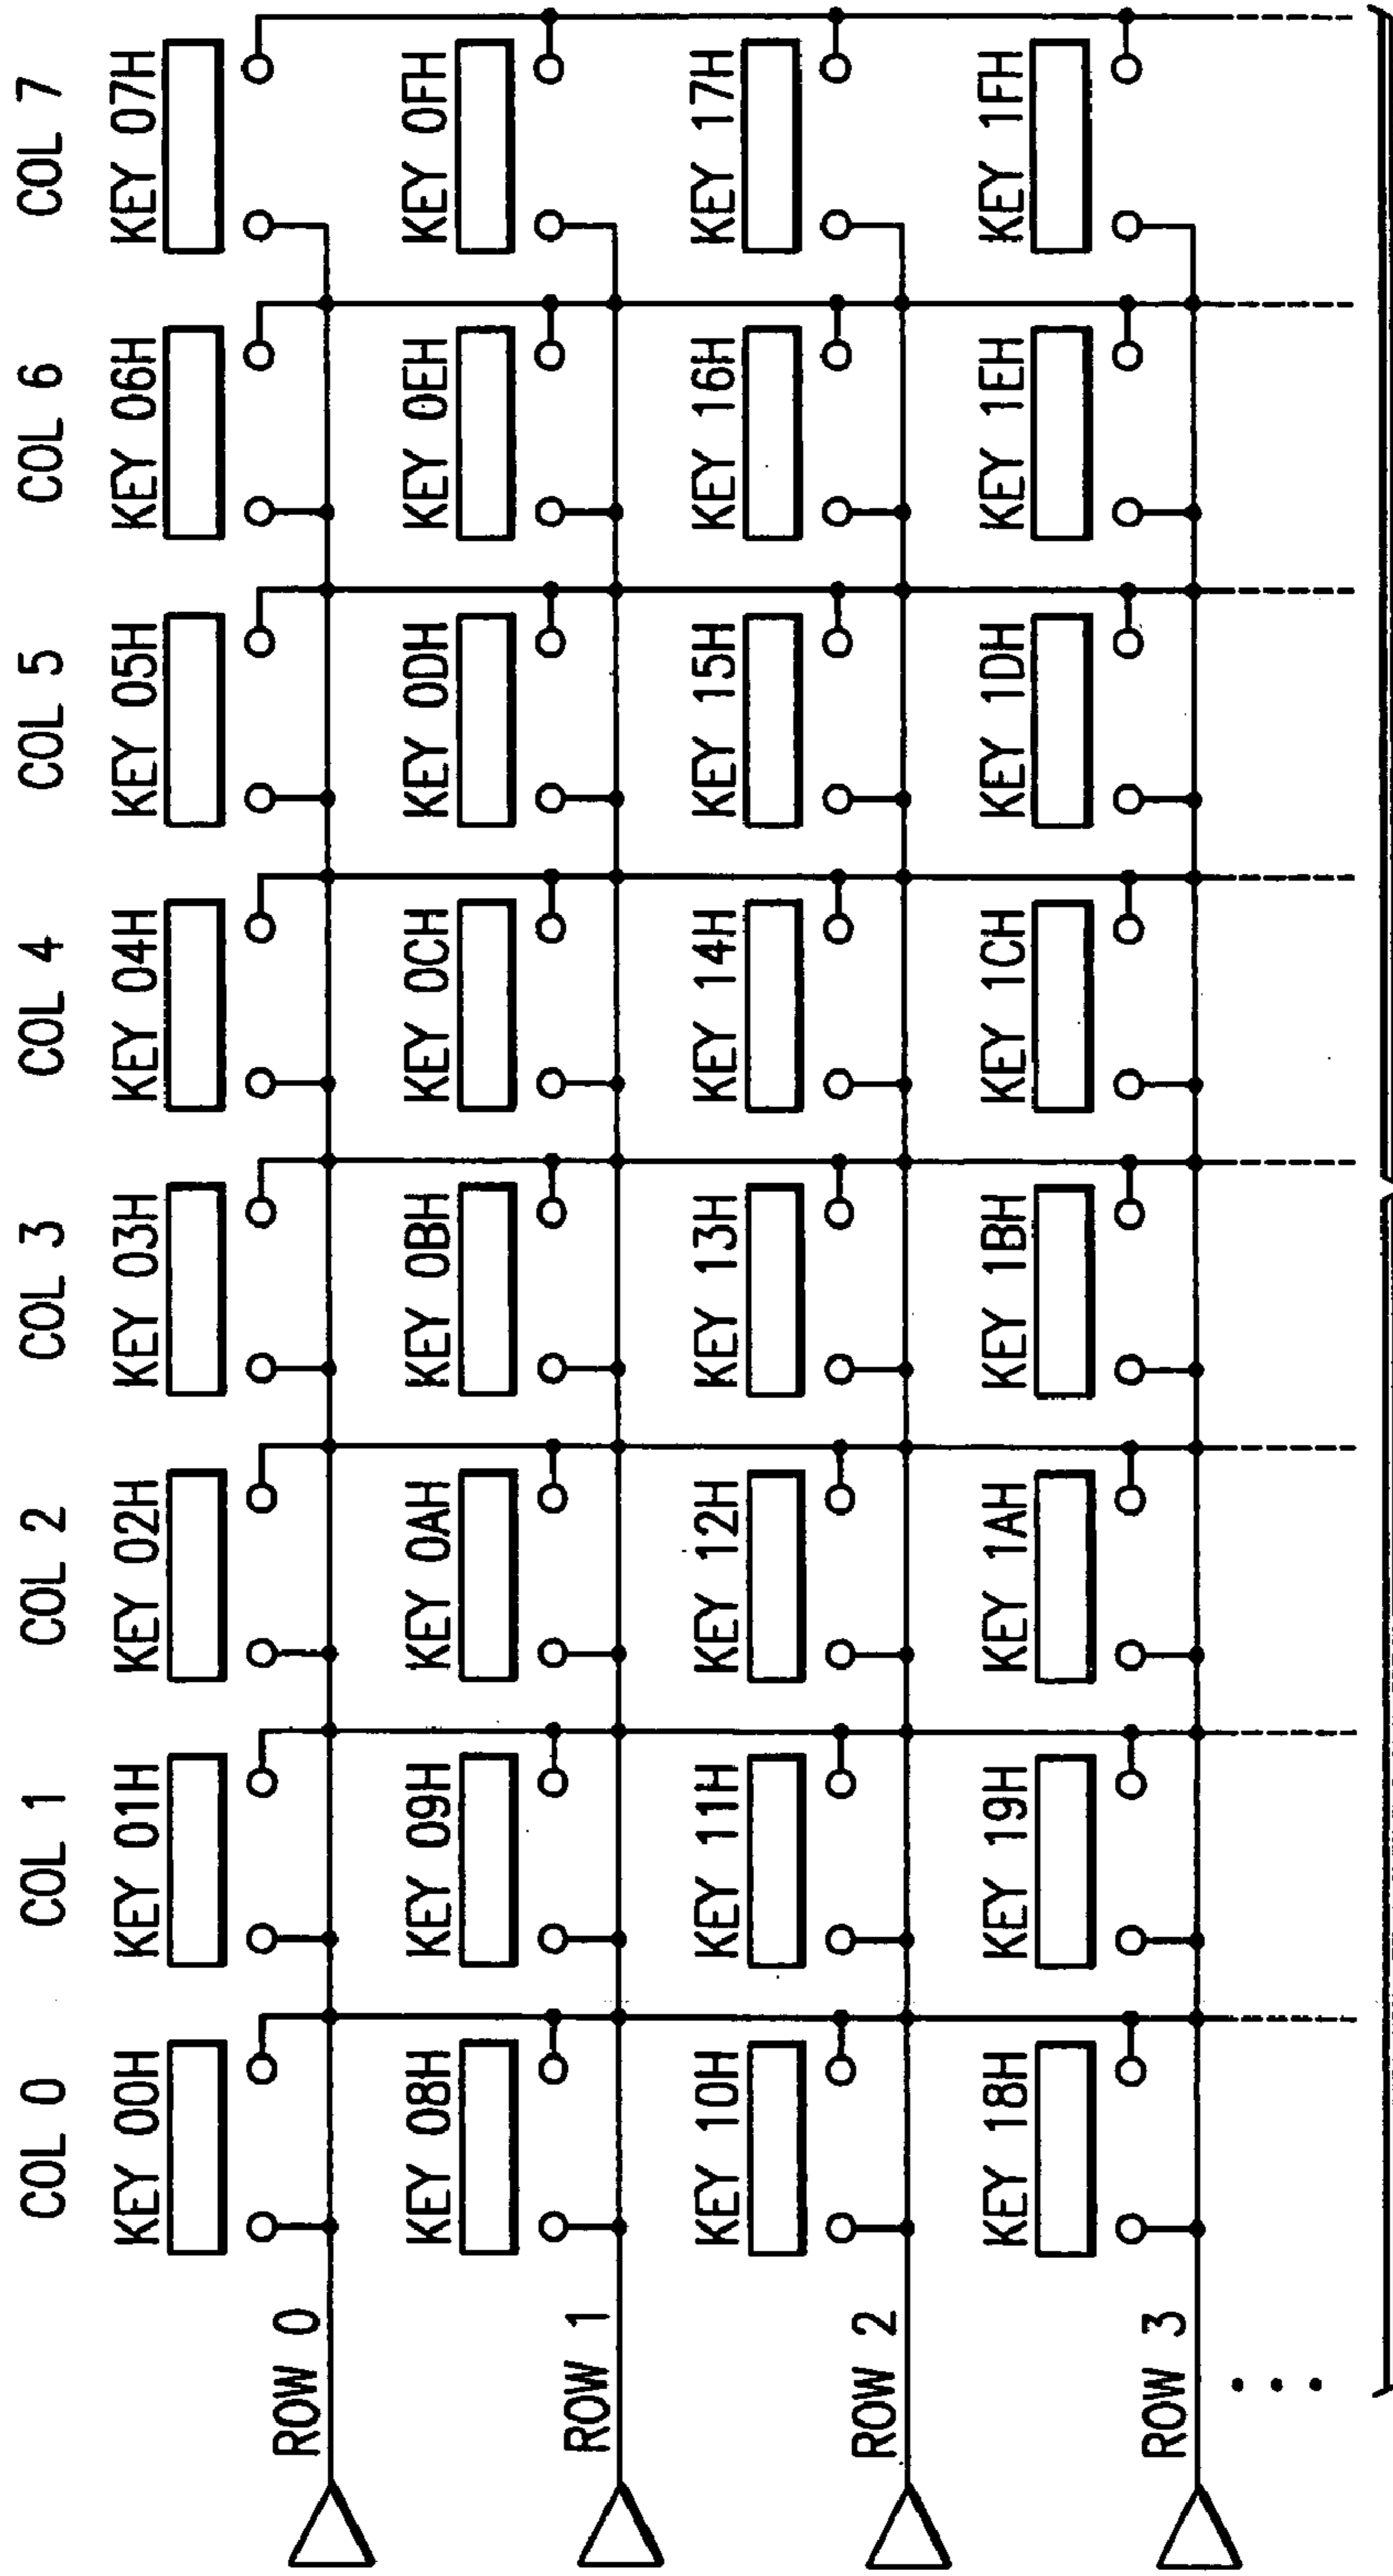 COL 0 COL 1 COL 2 COL 3 COL 4 COL 5 COL 6 COL 7
KEY 00H KEY 01H KEY 02H KEY 03H KEY 04H KEY 05H KEY 06H KEY 07H
ROW 0
KEY 08H KEY 09H KEY 0AH KEY 0BH KEY 0CH KEY 0DH KEY 0EH KEY 0FH
ROW 1
KEY 10H KEY 11H KEY 12H KEY 13H KEY 14H KEY 15H KEY 16H KEY 17H
ROW 2
KEY 18H KEY 19H KEY 1AH KEY 1BH KEY 1CH KEY 1DH KEY 1EH KEY 1FH
ROW 3